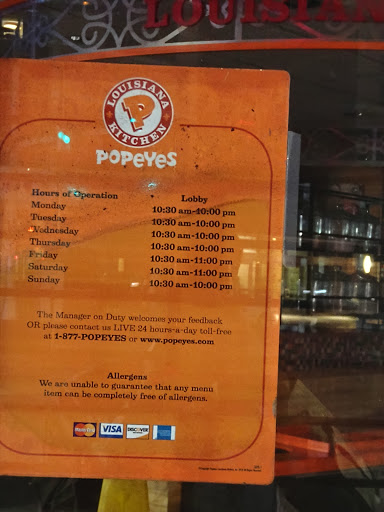 LOUISIANA
LOUISIANA
KITCHEN
P
POPEYES
Hours of Operation Lobby
Monday 10:30 am-10:00 pm
Tuesday 10:30 am-10:00 pm
Wednesday 10:30 am-10:00 pm
Thursday 10:30 am-10:00 pm
Friday 10:30 am-11:00 pm
Saturday 10:30 am-11:00 pm
Sunday 10:30 am-10:00 pm
The Manager on Duty welcomes your feedback
OR please contact us LIVE 24 hours-a-day toll-free
at 1-877-POPEYES or www.popeyes.com
Allergens
We are unable to guarantee that any menu
item can be completely free of allergens.
MasterCard VISA DISCOVER